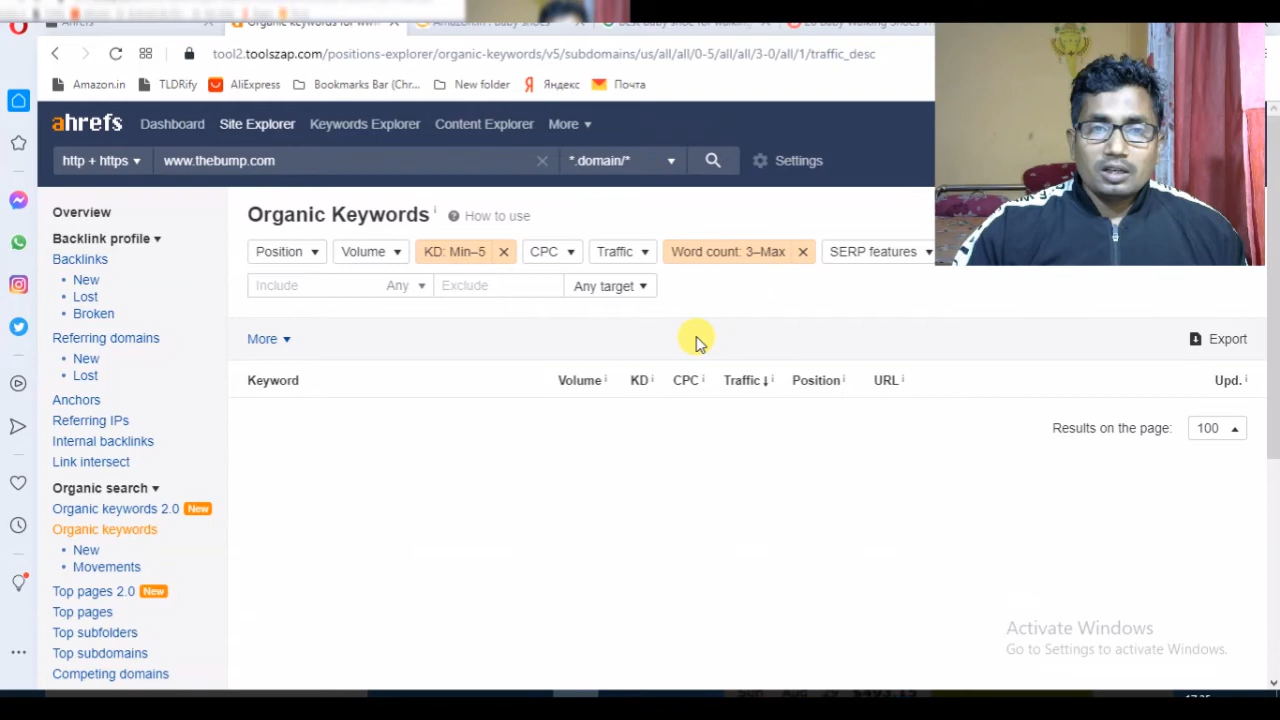 tool2.toolszap.com/positions-explorer/organic-keywords/v5/subdomains/us/all/all/0-5/all/all/3-0/all/1/traffic_desc
Amazon.in TLDRify AliExpress Bookmarks Bar (Chr... New folder Яндекс Почта
ahrefs Dashboard Site Explorer Keywords Explorer Content Explorer More
http + https www.thebump.com *.domain/* Settings
Overview
Backlink profile
Backlinks
New
Lost
Broken
Referring domains
New
Lost
Anchors
Referring IPs
Internal backlinks
Link intersect
Organic search
Organic keywords 2.0 New
Organic keywords
New
Movements
Top pages 2.0 New
Top pages
Top subfolders
Top subdomains
Competing domains
Organic Keywords i ? How to use
Position Volume KD: Min–5 CPC Traffic Word count: 3–Max SERP features
Include Any Exclude Any target
More Export
Keyword Volume i KD i CPC i Traffic i Position i URL i Upd. i
Results on the page: 100
Activate Windows
Go to Settings to activate Windows.